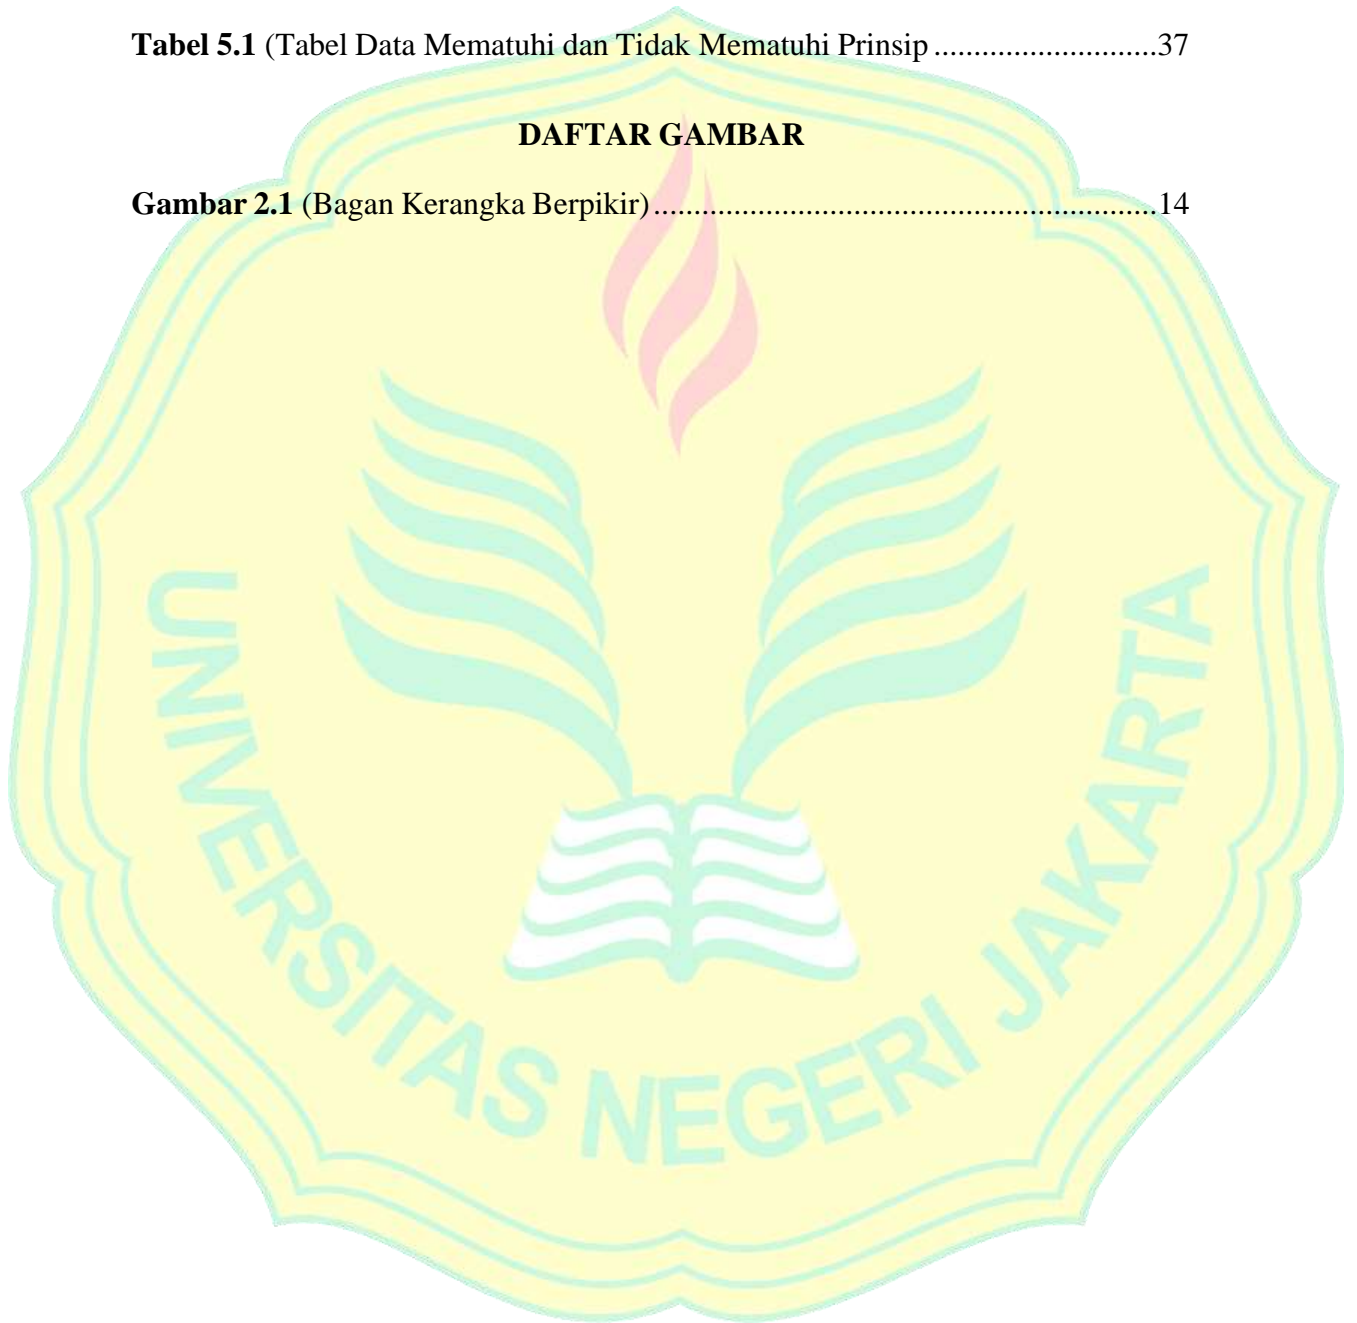 Tabel 5.1 (Tabel Data Mematuhi dan Tidak Mematuhi Prinsip ............................37
DAFTAR GAMBAR
Gambar 2.1 (Bagan Kerangka Berpikir)...............................................................14
UNIVERSITAS NEGERI JAKARTA